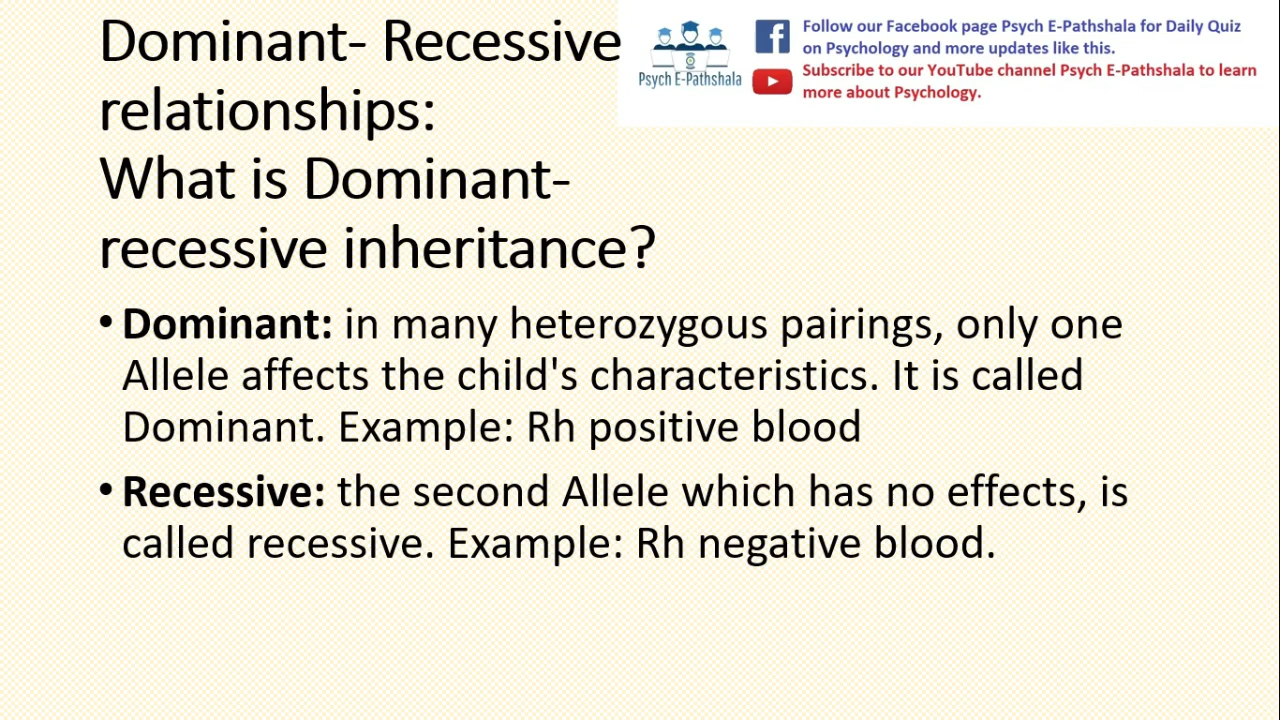 Dominant- Recessive
relationships:
What is Dominant-
recessive inheritance?
Psych E-Pathshala
Follow our Facebook page Psych E-Pathshala for Daily Quiz
on Psychology and more updates like this.
Subscribe to our YouTube channel Psych E-Pathshala to learn
more about Psychology.
• Dominant: in many heterozygous pairings, only one
Allele affects the child's characteristics. It is called
Dominant. Example: Rh positive blood
• Recessive: the second Allele which has no effects, is
called recessive. Example: Rh negative blood.